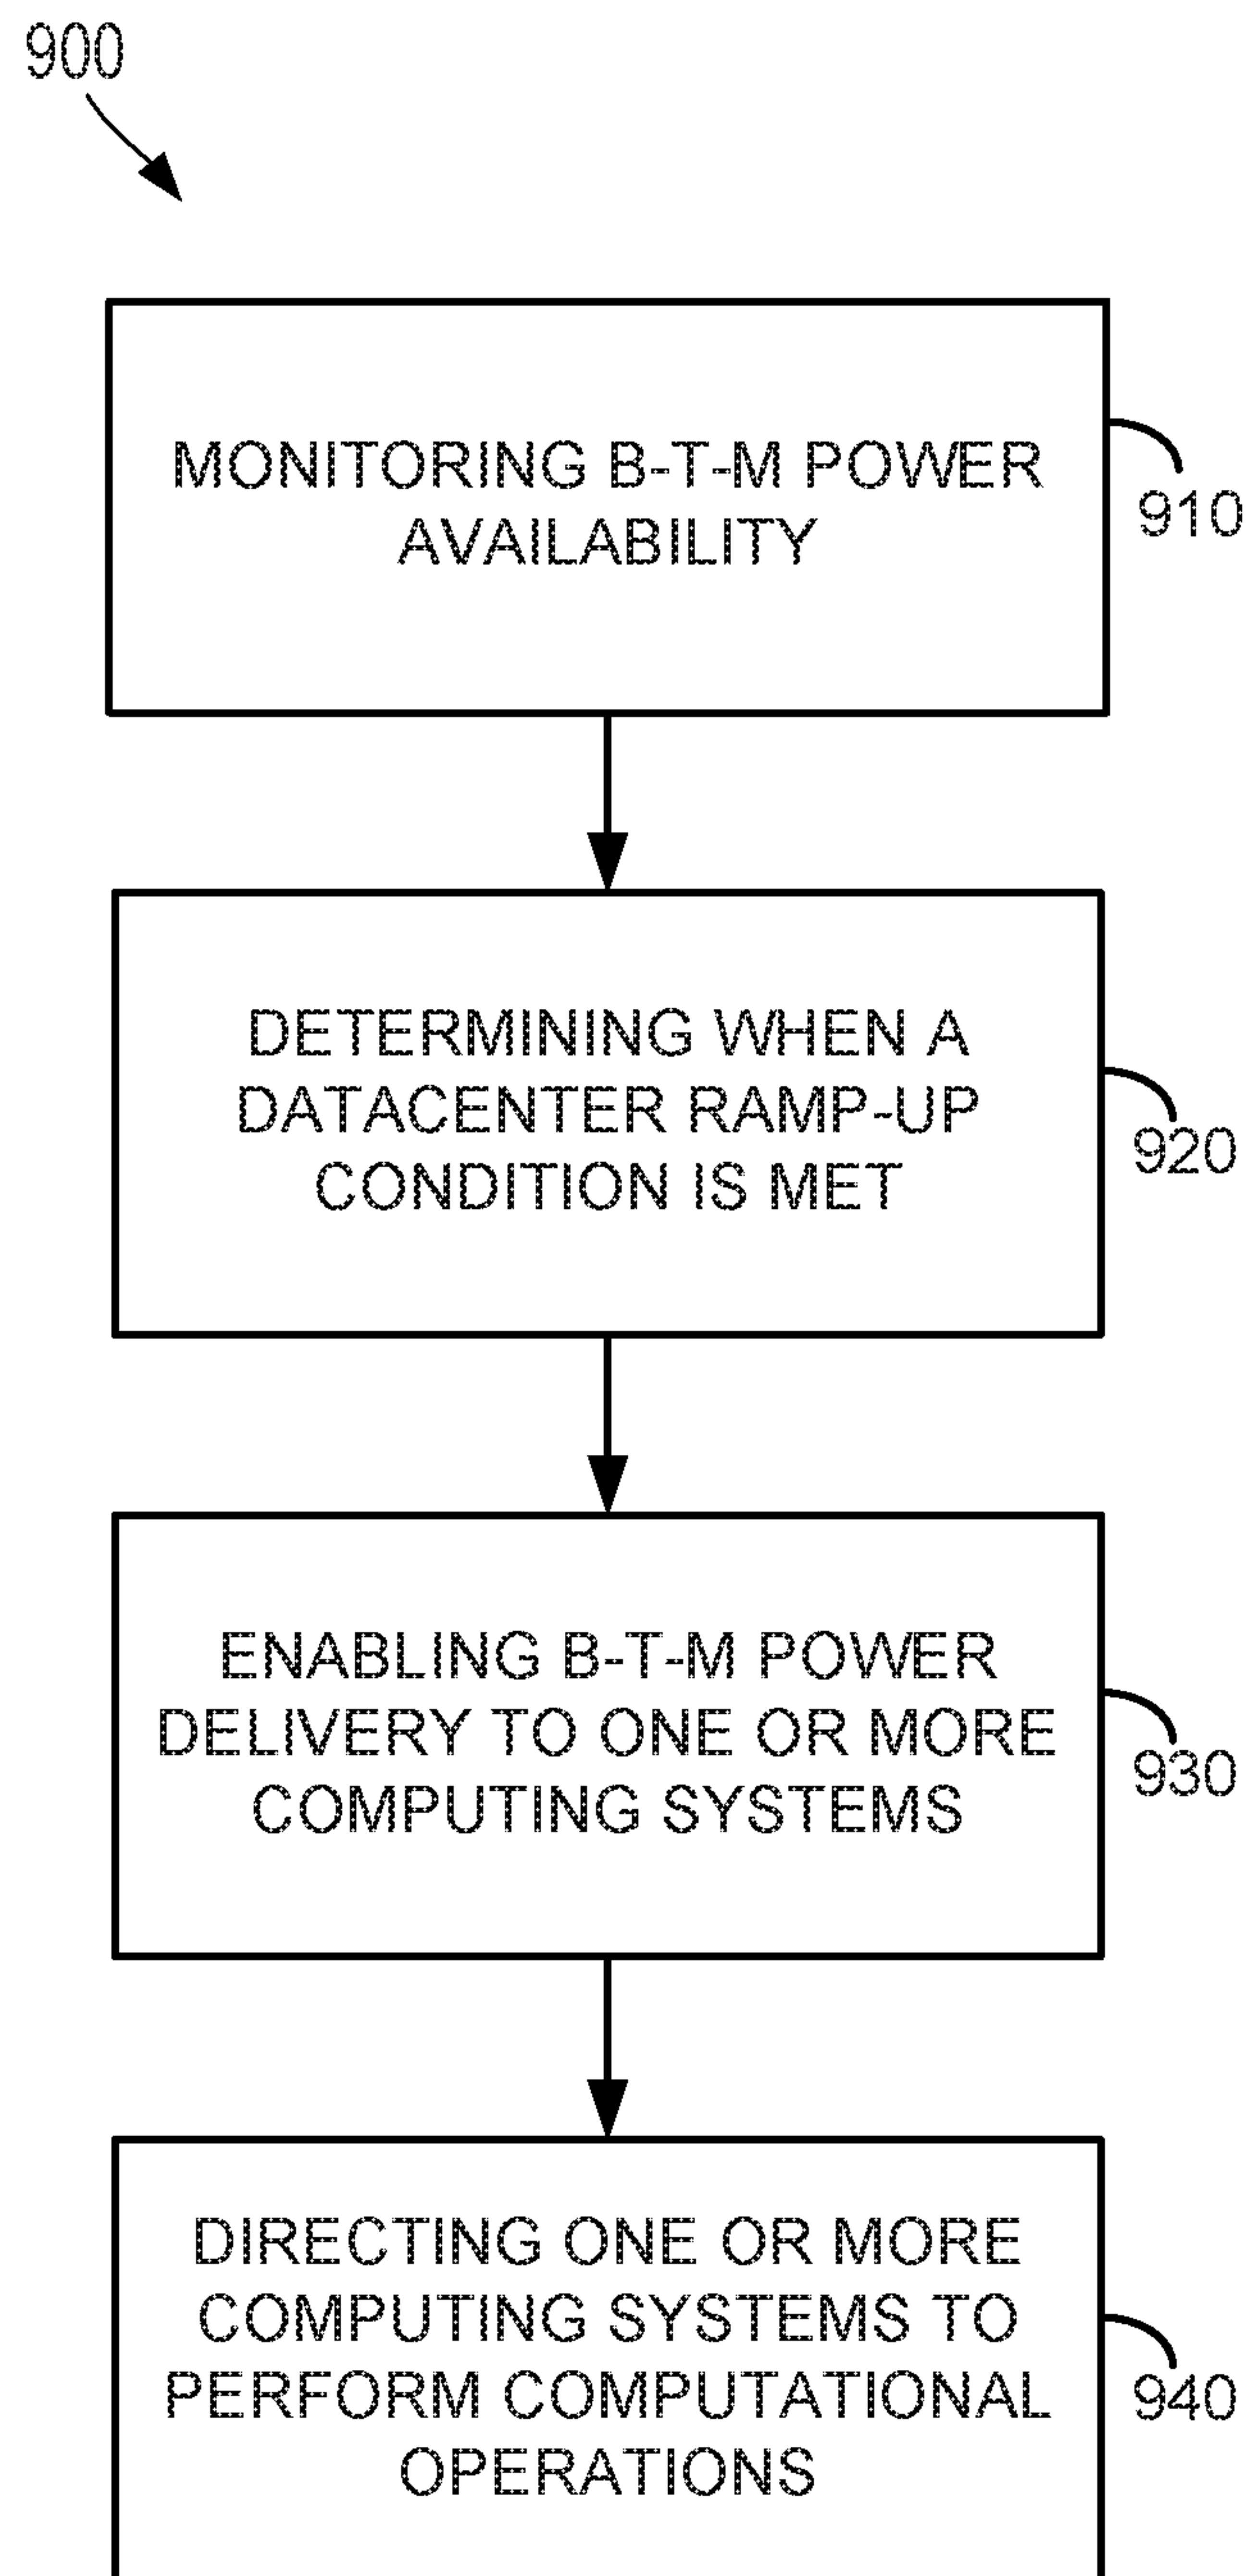 900
MONITORING B-T-M POWER
AVAILABILITY
910
DETERMINING WHEN A
DATACENTER RAMP-UP
CONDITION IS MET
920
ENABLING B-T-M POWER
DELIVERY TO ONE OR MORE
COMPUTING SYSTEMS
930
DIRECTING ONE OR MORE
COMPUTING SYSTEMS TO
PERFORM COMPUTATIONAL
OPERATIONS
940